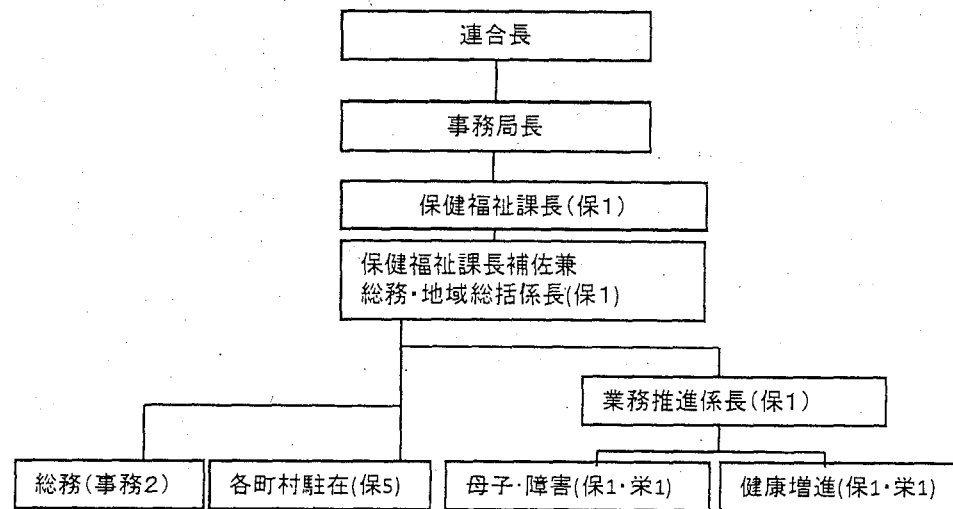 連合長
事務局長
保健福祉課長(保1)
保健福祉課長補佐兼
総務・地域総括係長(保1)
業務推進係長(保1)
総務(事務2)
各町村駐在(保5)
母子・障害(保1・栄1)
健康増進(保1・栄1)